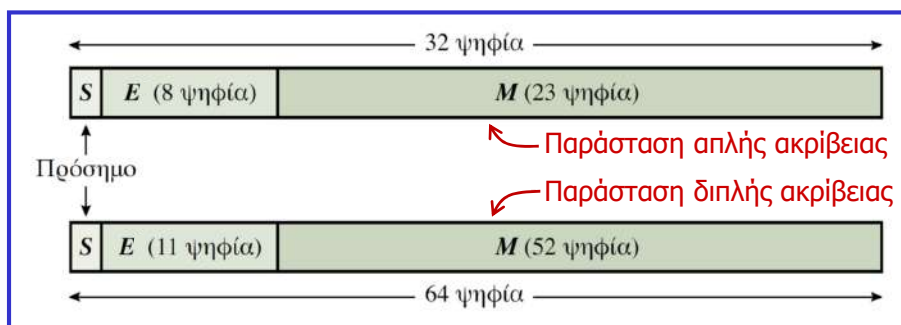 32 ψηφία
S E (8 ψηφία) M (23 ψηφία)
Παράσταση απλής ακρίβειας
Πρόσημο
Παράσταση διπλής ακρίβειας
S E (11 ψηφία) M (52 ψηφία)
64 ψηφία